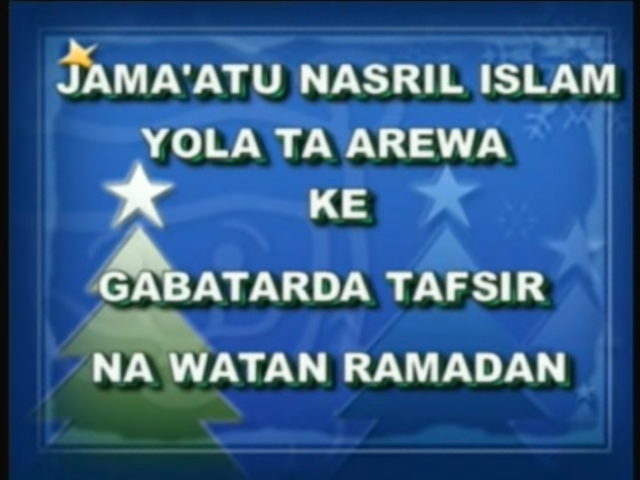 JAMA'ATU NASRIL ISLAM
YOLA TA AREWA
KE
GABATARDA TAFSIR
NA WATAN RAMADAN